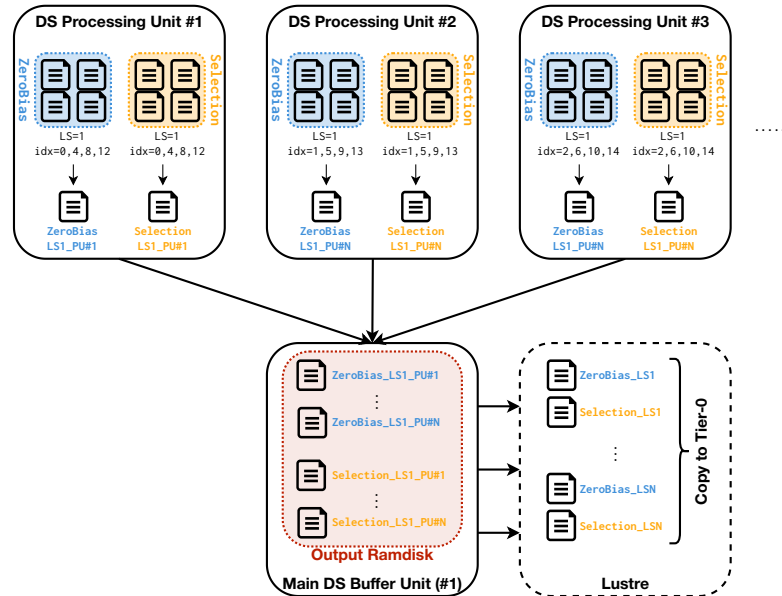 DS Processing Unit #1
ZeroBias
Selection
LS=1
idx=0,4,8,12
LS=1
idx=0,4,8,12
ZeroBias
LS1_PU#1
Selection
LS1_PU#1
DS Processing Unit #2
ZeroBias
Selection
LS=1
idx=1,5,9,13
LS=1
idx=1,5,9,13
ZeroBias
LS1_PU#N
Selection
LS1_PU#N
DS Processing Unit #3
ZeroBias
Selection
LS=1
idx=2,6,10,14
LS=1
idx=2,6,10,14
ZeroBias
LS1_PU#N
Selection
LS1_PU#N
....
ZeroBias_LS1_PU#1
⋮
ZeroBias_LS1_PU#N
Selection_LS1_PU#1
⋮
Selection_LS1_PU#N
Output Ramdisk
Main DS Buffer Unit (#1)
ZeroBias_LS1
Selection_LS1
⋮
ZeroBias_LSN
Selection_LSN
Copy to Tier-0
Lustre